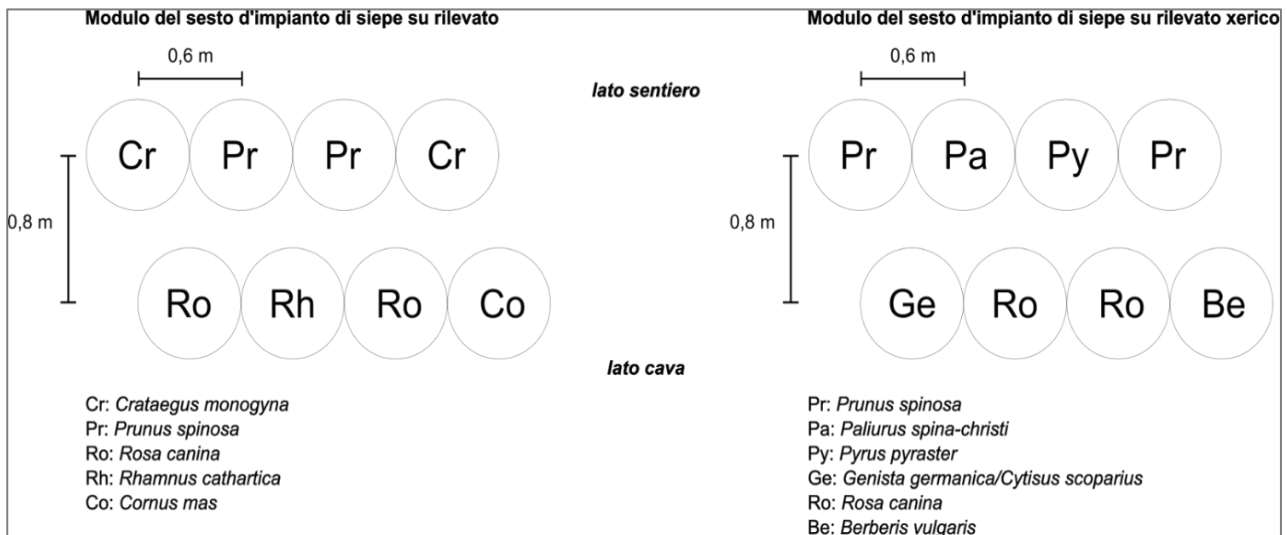 Modulo del sesto d'impianto di siepe su rilevato
0,6 m
Cr Pr Pr Cr
0,8 m
Ro Rh Ro Co
Cr: Crataegus monogyna
Pr: Prunus spinosa
Ro: Rosa canina
Rh: Rhamnus cathartica
Co: Cornus mas
lato sentiero
lato cava
Modulo del sesto d'impianto di siepe su rilevato xerico
0,6 m
Pr Pa Py Pr
0,8 m
Ge Ro Ro Be
Pr: Prunus spinosa
Pa: Paliurus spina-christi
Py: Pyrus pyraster
Ge: Genista germanica/Cytisus scoparius
Ro: Rosa canina
Be: Berberis vulgaris